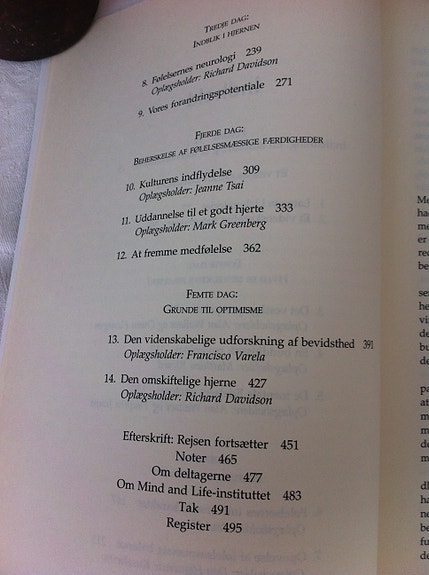 TREDJE DAG:
INDBLIK I HJERNEN
8. Følelsernes neurologi 239
Oplægsholder: Richard Davidson
9. Vores forandringspotentiale 271
FJERDE DAG:
BEHERSKELSE AF FØLELSESMÆSSIGE FÆRDIGHEDER
10. Kulturens indflydelse 309
Oplægsholder: Jeanne Tsai
11. Uddannelse til et godt hjerte 333
Oplægsholder: Mark Greenberg
12. At fremme medfølelse 362
FEMTE DAG:
GRUNDE TIL OPTIMISME
13. Den videnskabelige udforskning af bevidsthed 391
Oplægsholder: Francisco Varela
14. Den omskiftelige hjerne 427
Oplægsholder: Richard Davidson
Efterskrift: Rejsen fortsætter 451
Noter 465
Om deltagerne 477
Om Mind and Life-instituttet 483
Tak 491
Register 495